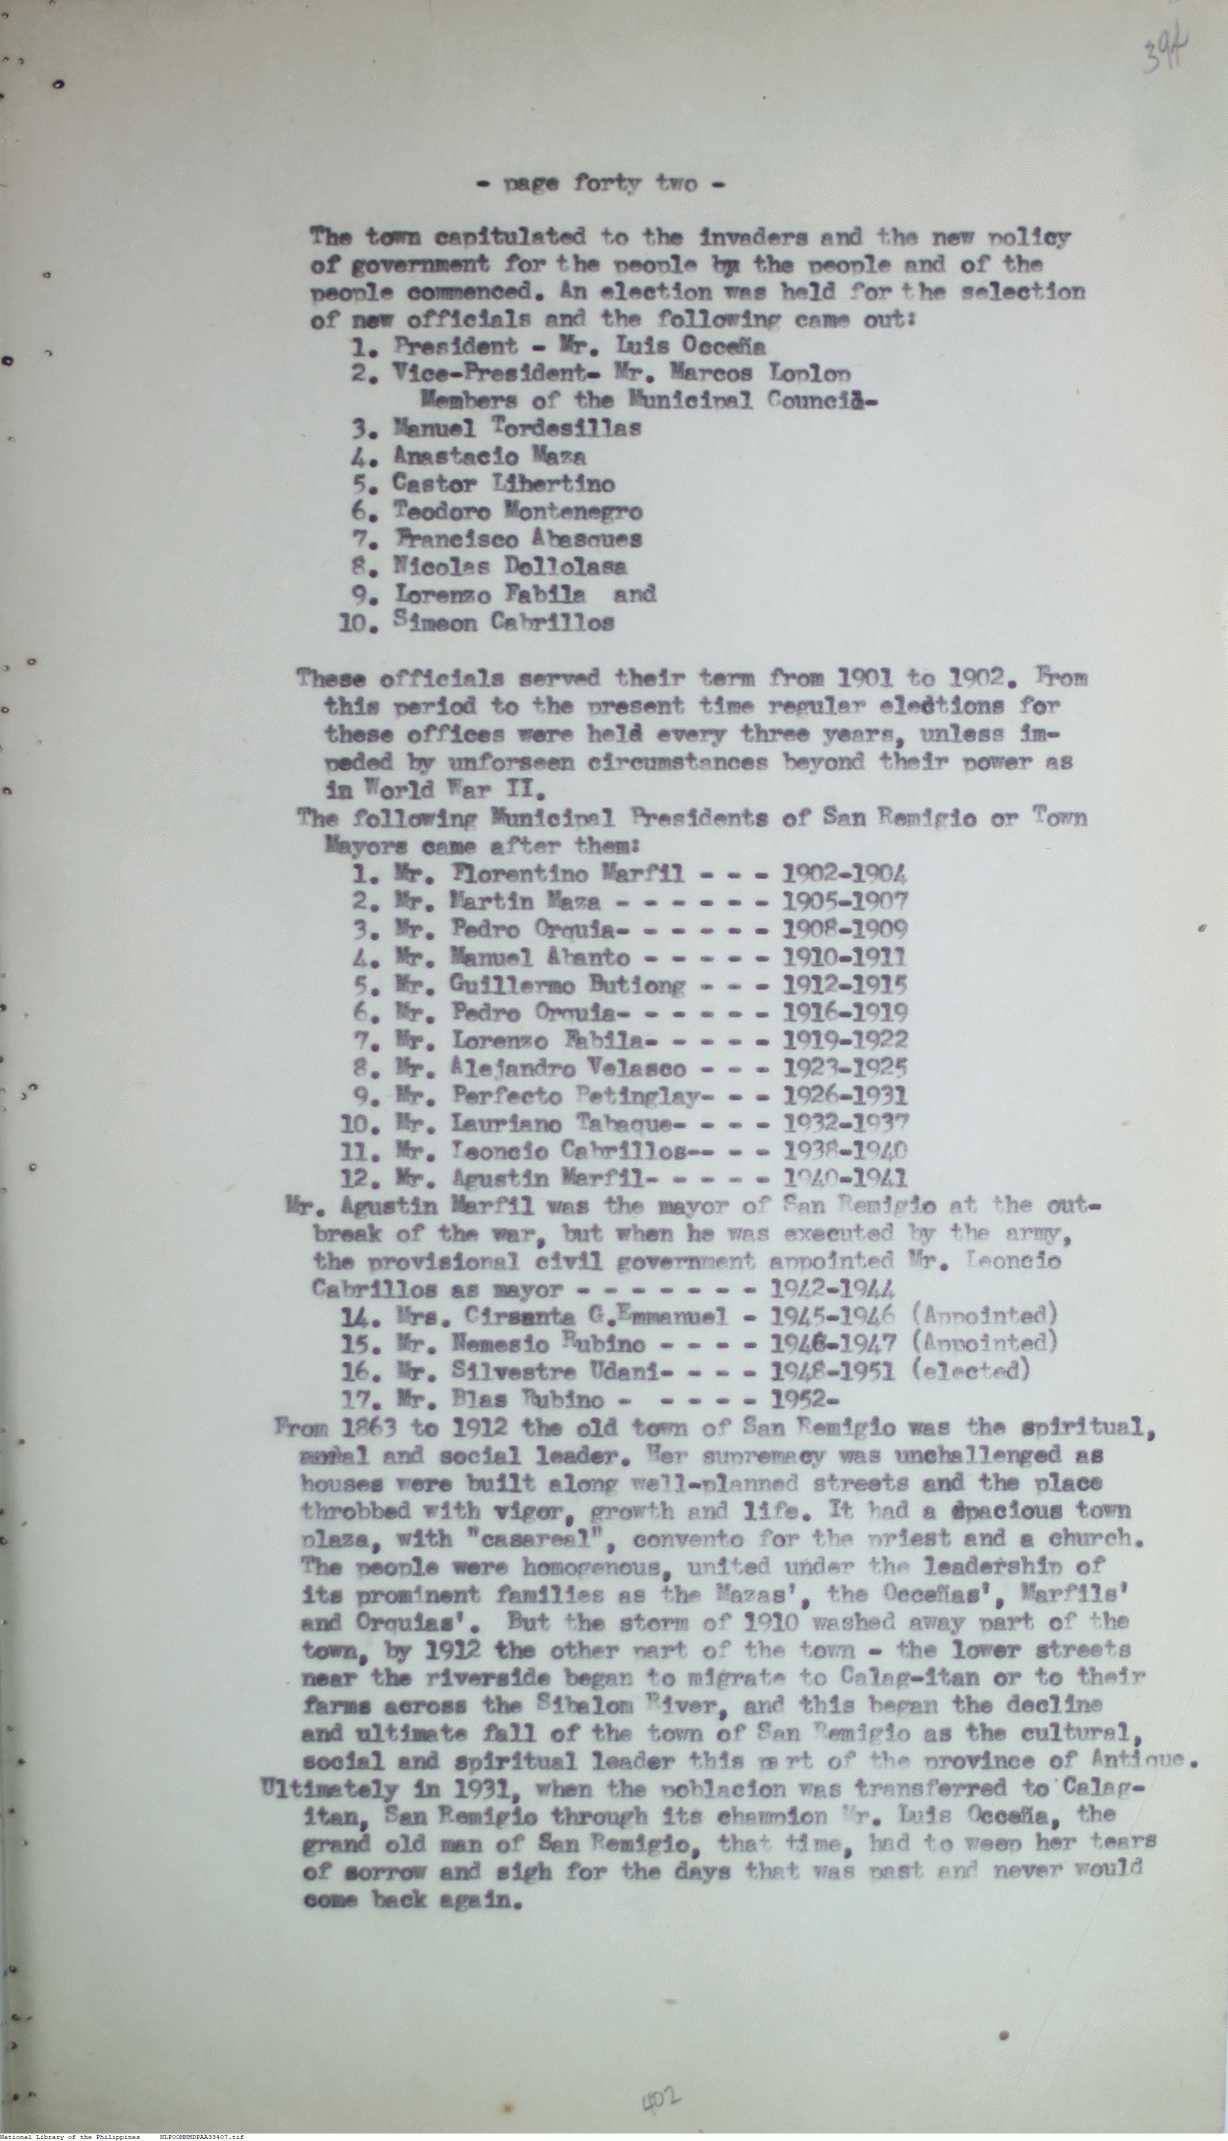 394
- page forty two -
The town capitulated to the invaders and the new policy
of government for the people by the people and of the
people commenced. An election was held for the selection
of new officials and the following came out:
1. President - Mr. Luis Occeña
2. Vice-President- Mr. Marcos Lonlon
Members of the Municipal Council-
3. Manuel Tordesillas
4. Anastacio Maza
5. Castor Libertino
6. Teodoro Montenegro
7. Francisco Abasques
8. Nicolas Dollolasa
9. Lorenzo Fabila and
10. Simeon Cabrillos
These officials served their term from 1901 to 1902. From
this period to the present time regular elections for
these offices were held every three years, unless im-
peded by unforseen circumstances beyond their power as
in World War II.
The following Municipal Presidents of San Remigio or Town
Mayors came after them:
1. Mr. Florentino Marfil - - - 1902-1904
2. Mr. Martin Maza - - - - - - 1905-1907
3. Mr. Pedro Orquia- - - - - - 1908-1909
4. Mr. Manuel Abanto - - - - - 1910-1911
5. Mr. Guillermo Butiong - - - 1912-1915
6. Mr. Pedro Orquia- - - - - - 1916-1919
7. Mr. Lorenzo Fabila- - - - - 1919-1922
8. Mr. Alejandro Velasco - - - 1923-1925
9. Mr. Perfecto Petinglay- - - 1926-1931
10. Mr. Lauriano Tabaque- - - - 1932-1937
11. Mr. Leoncio Cabrillos-- - - 1938-1940
12. Mr. Agustin Marfil- - - - - 1940-1941
Mr. Agustin Marfil was the mayor of San Remigio at the out-
break of the war, but when he was executed by the army,
the provisional civil government appointed Mr. Leoncio
Cabrillos as mayor - - - - - - - 1942-1944
14. Mrs. Cirsanta G.Emmanuel - 1945-1946 (Appointed)
15. Mr. Nemesio Rubino - - - - 1946-1947 (Appointed)
16. Mr. Silvestre Udani- - - - 1948-1951 (elected)
17. Mr. Blas Rubino - - - - - 1952-
From 1863 to 1912 the old town of San Remigio was the spiritual,
moral and social leader. Her supremacy was unchallenged as
houses were built along well-planned streets and the place
throbbed with vigor, growth and life. It had a spacious town
plaza, with "casareal", convento for the priest and a church.
The people were homogenous, united under the leadership of
its prominent families as the Mazas', the Occeñas', Marfils'
and Orquias'. But the storm of 1910 washed away part of the
town, by 1912 the other part of the town - the lower streets
near the riverside began to migrate to Calag-itan or to their
farms across the Sibalom River, and this began the decline
and ultimate fall of the town of San Remigio as the cultural,
social and spiritual leader this part of the province of Antique.
Ultimately in 1931, when the poblacion was transferred to Calag-
itan, San Remigio through its champion Mr. Luis Occeña, the
grand old man of San Remigio, that time, had to weep her tears
of sorrow and sigh for the days that was past and never would
come back again.
402
National Library of the Philippines NLPOOMNMDPAA33407.tif